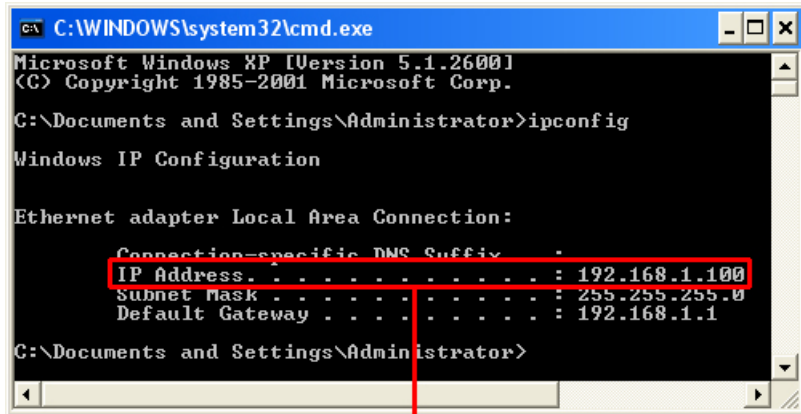 C:\WINDOWS\system32\cmd.exe
Microsoft Windows XP [Version 5.1.2600]
(C) Copyright 1985-2001 Microsoft Corp.
C:\Documents and Settings\Administrator>ipconfig
Windows IP Configuration
Ethernet adapter Local Area Connection:
Connection-specific DNS Suffix . :
IP Address. . . . . . . . . . . . : 192.168.1.100
Subnet Mask . . . . . . . . . . . : 255.255.255.0
Default Gateway . . . . . . . . . : 192.168.1.1
C:\Documents and Settings\Administrator>